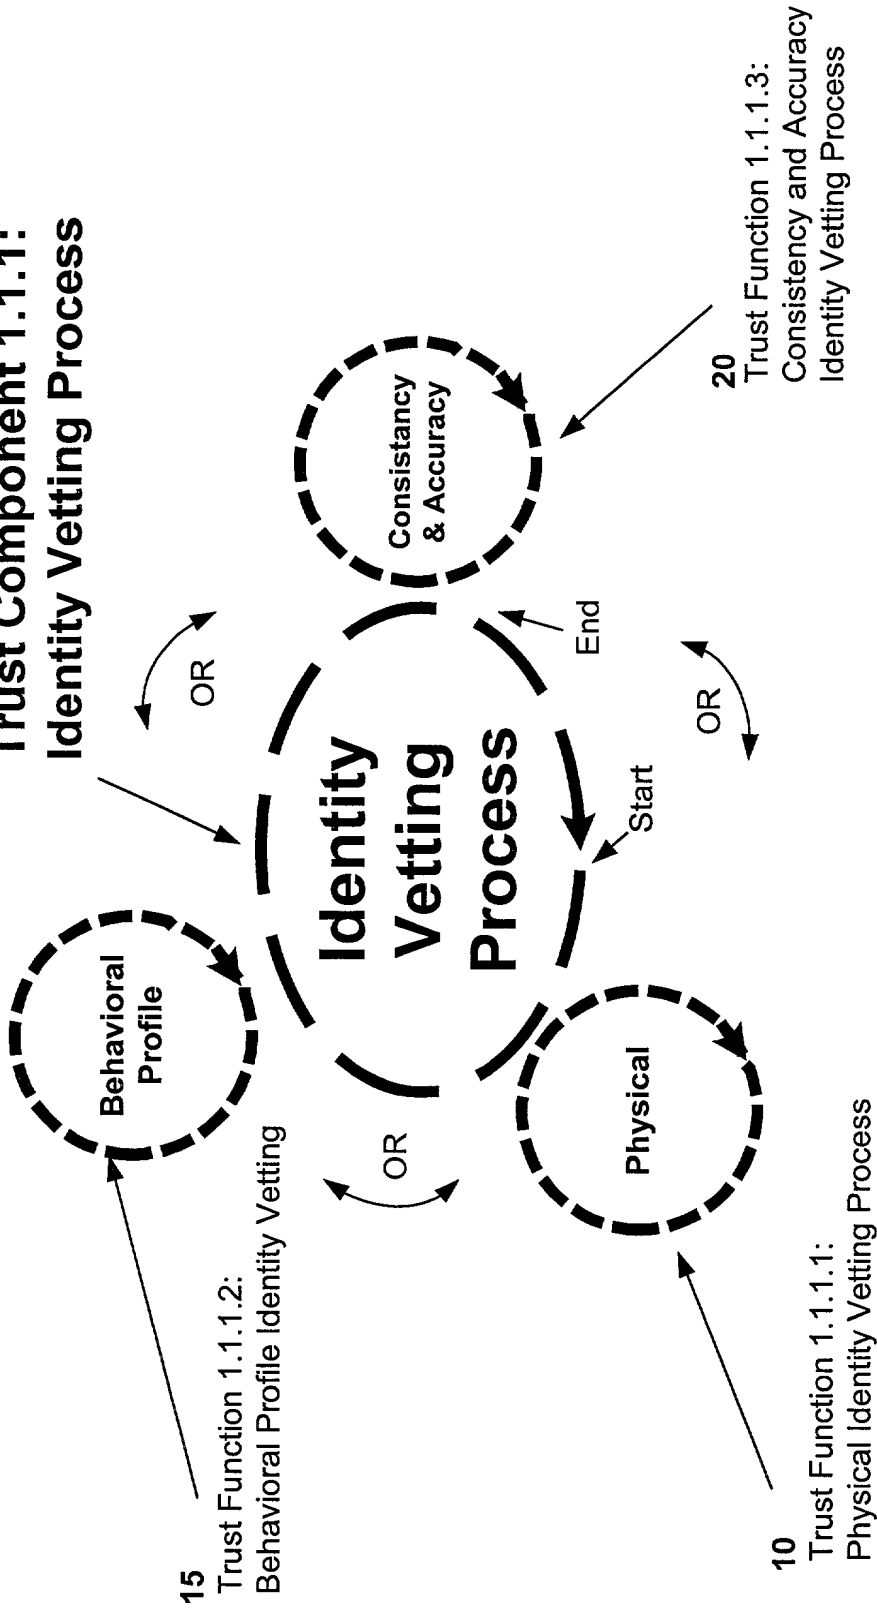 Trust Component 1.1.1:
Identity Vetting Process
15
Trust Function 1.1.1.2:
Behavioral Profile Identity Vetting
Behavioral
Profile
OR
OR
Identity
Vetting
Process
Consistancy
& Accuracy
End
Start
OR
Physical
10
Trust Function 1.1.1.1:
Physical Identity Vetting Process
20
Trust Function 1.1.1.3:
Consistency and Accuracy
Identity Vetting Process